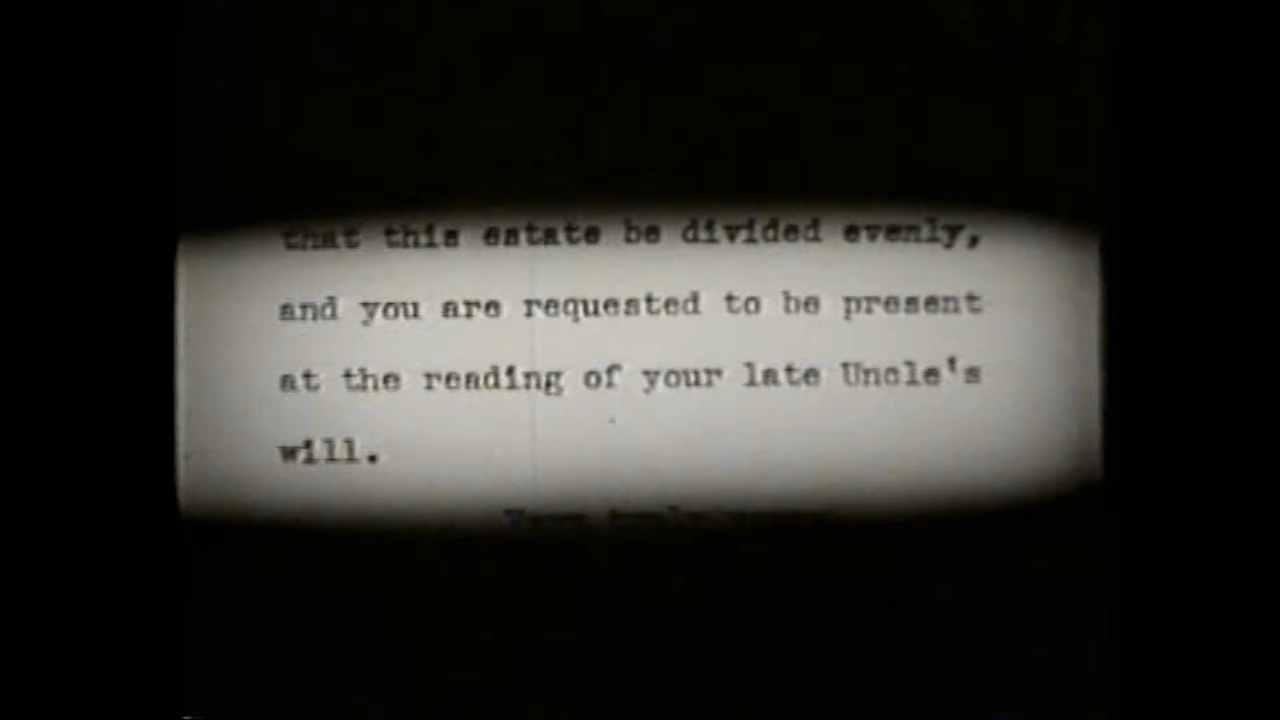 that this estate be divided evenly,
and you are requested to be present
at the reading of your late Uncle's
will.